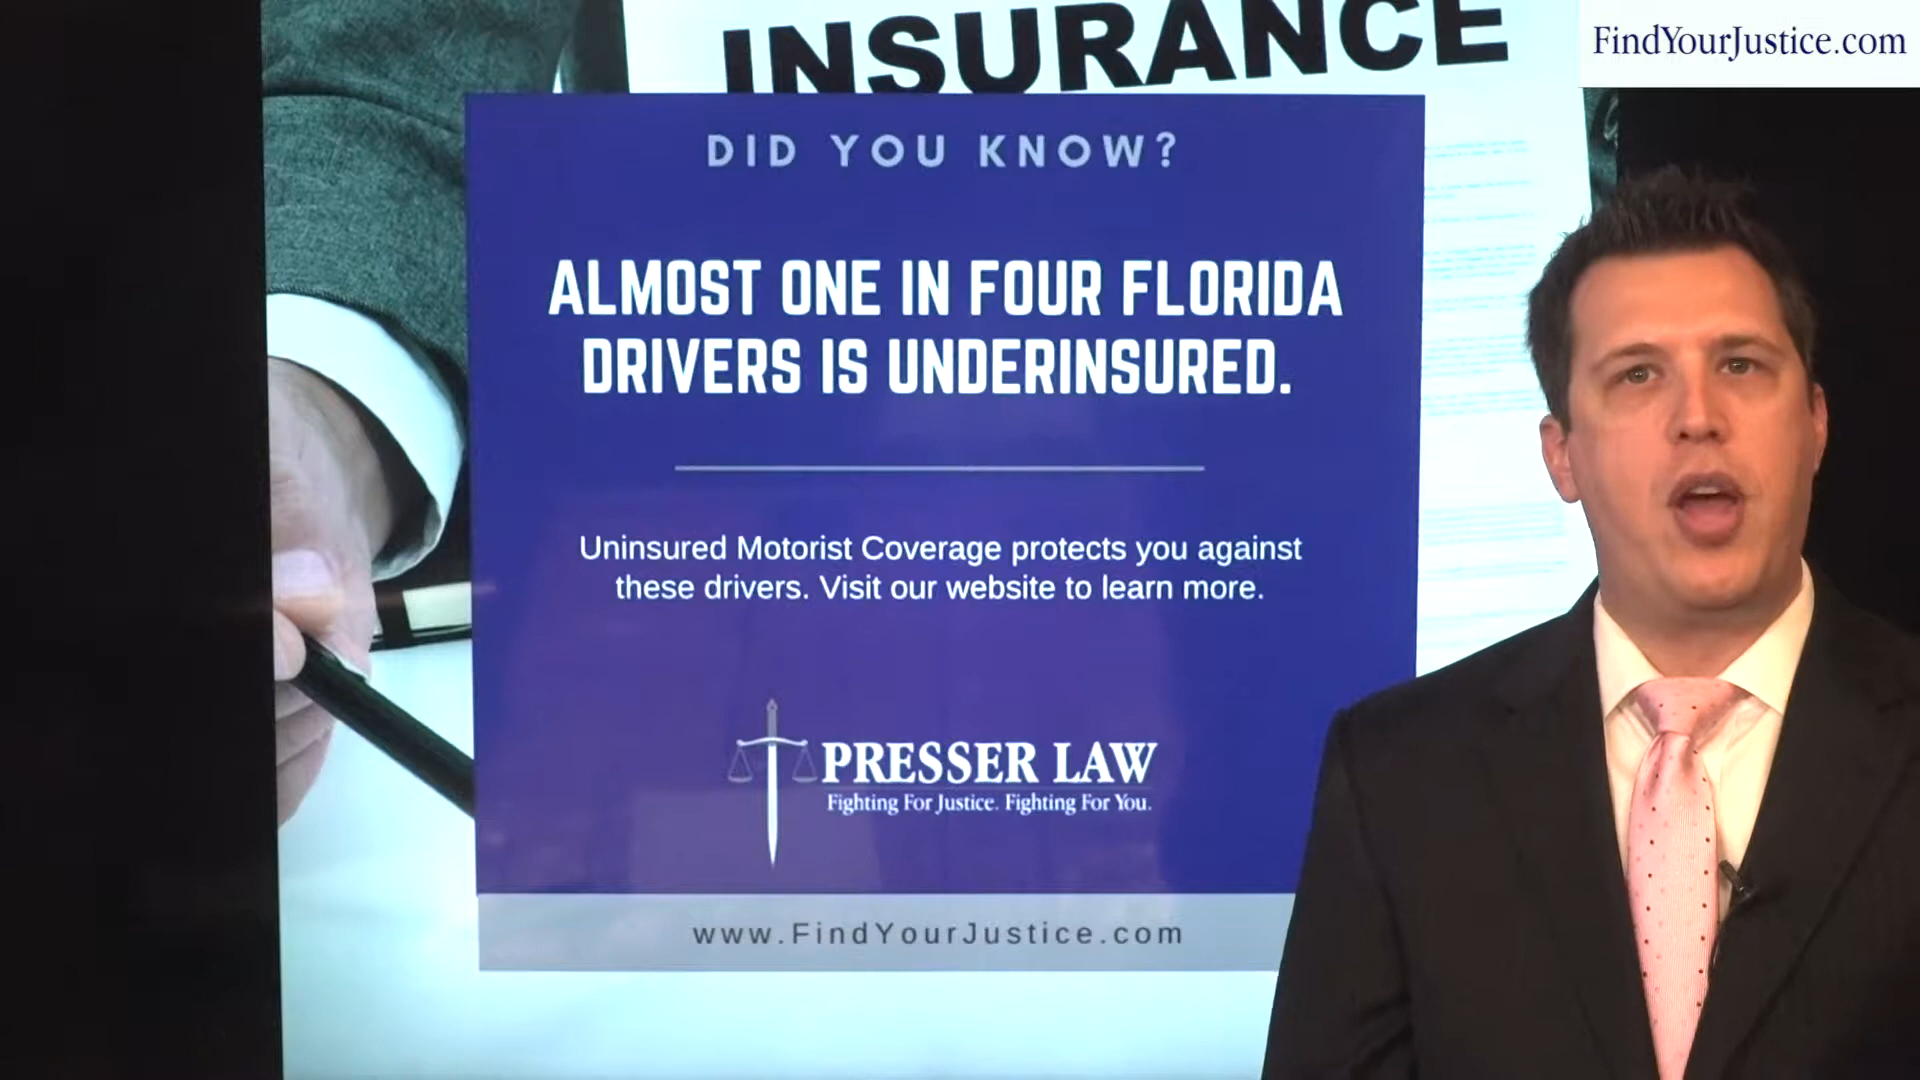 INSURANCE
FindYourJustice.com
DID YOU KNOW?
ALMOST ONE IN FOUR FLORIDA
DRIVERS IS UNDERINSURED.
Uninsured Motorist Coverage protects you against
these drivers. Visit our website to learn more.
PRESSER LAW
Fighting For Justice. Fighting For You.
www.FindYourJustice.com